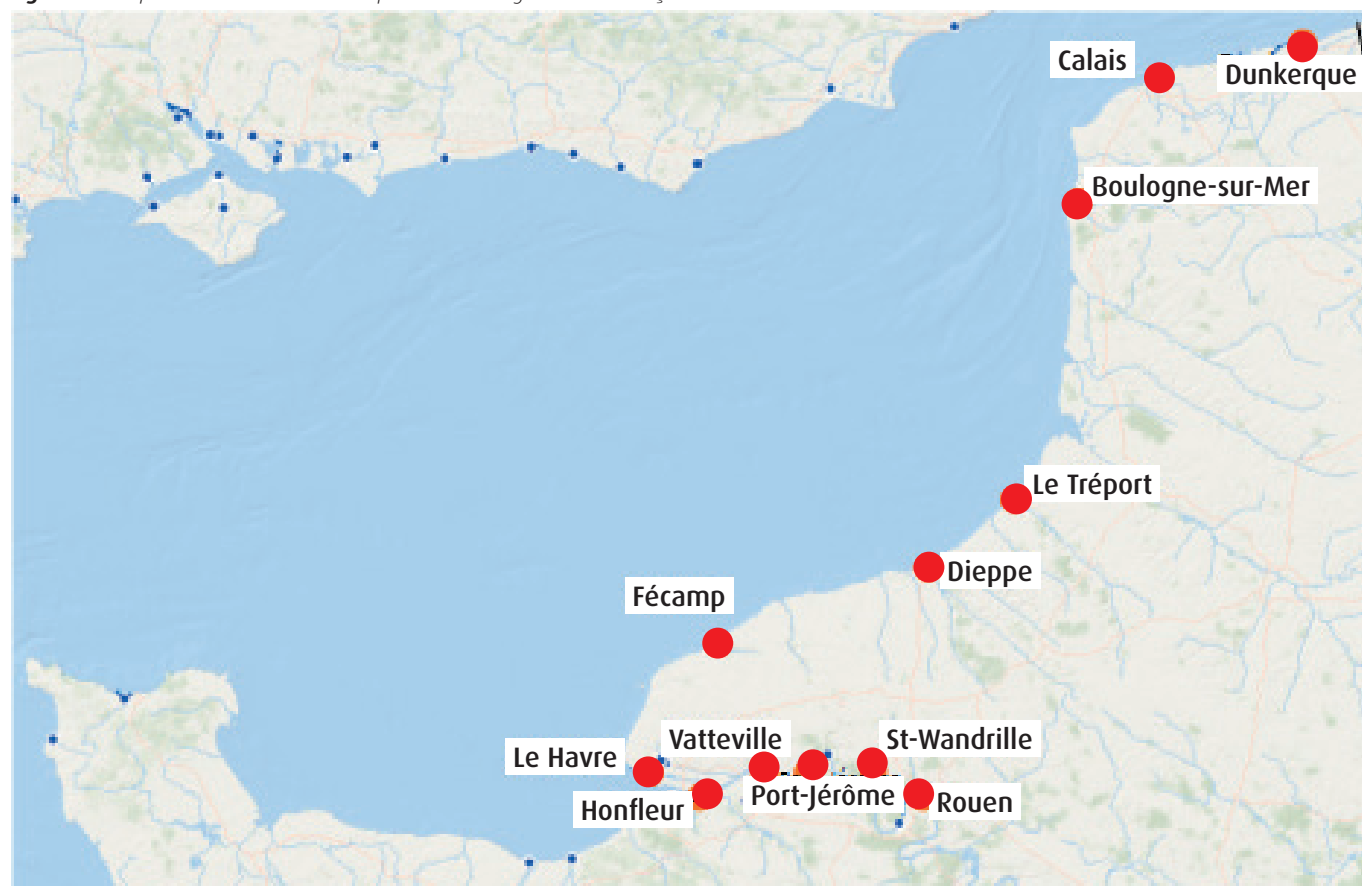 Calais
Dunkerque
Boulogne-sur-Mer
Le Tréport
Dieppe
Fécamp
Vatteville
St-Wandrille
Le Havre
Port-Jérôme
Honfleur
Rouen